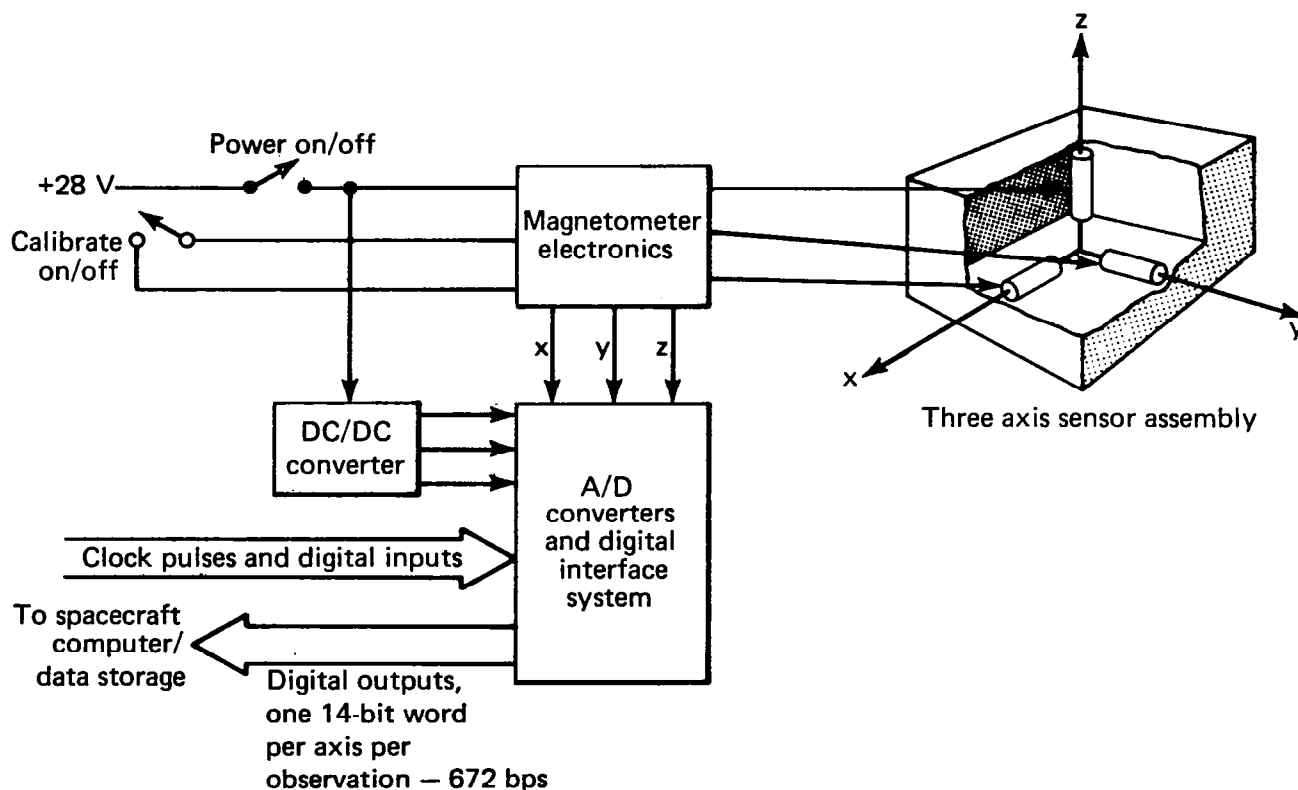 z
Power on/off
+28 V
Magnetometer
electronics
Calibrate
on/off
x
y
z
y
x
Three axis sensor assembly
DC/DC
converter
A/D
converters
and digital
interface
system
Clock pulses and digital inputs
To spacecraft
computer/
data storage
Digital outputs,
one 14-bit word
per axis per
observation — 672 bps